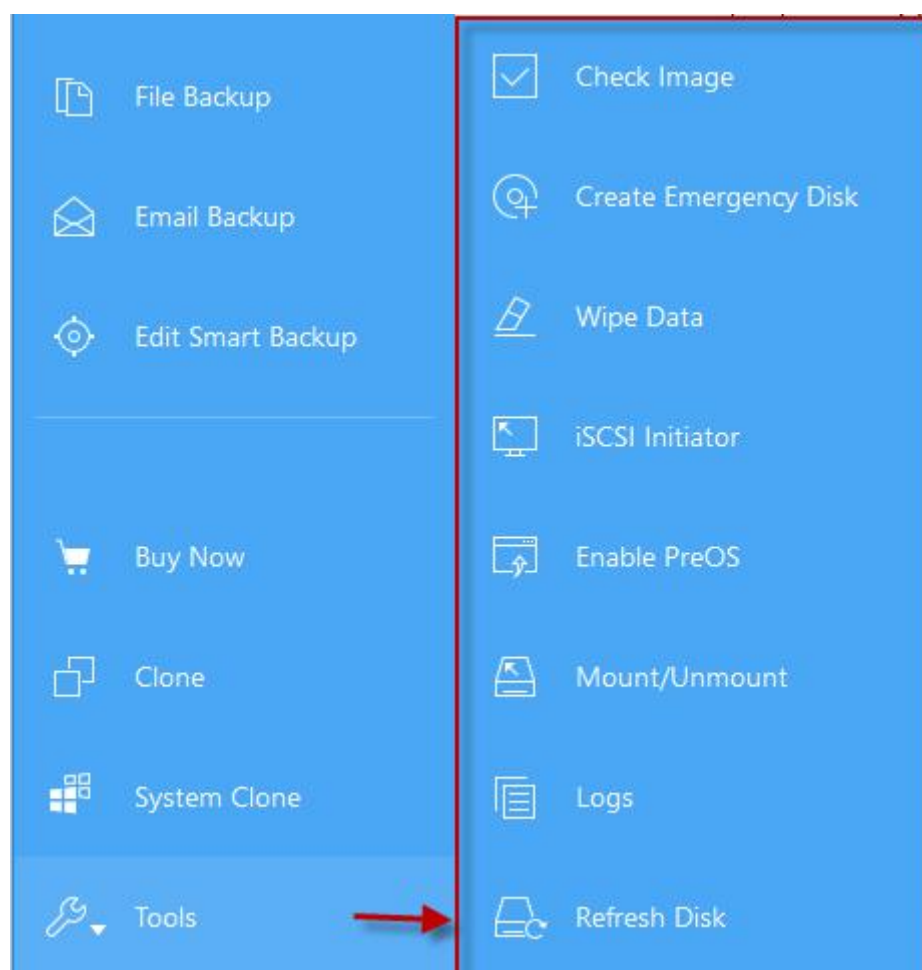 File Backup
Email Backup
Edit Smart Backup
Buy Now
Clone
System Clone
Tools
Check Image
Create Emergency Disk
Wipe Data
iSCSI Initiator
Enable PreOS
Mount/Unmount
Logs
Refresh Disk